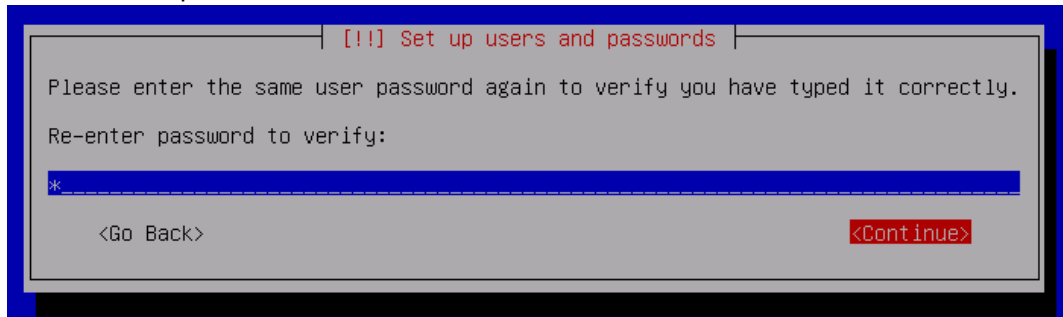 [!!] Set up users and passwords
Please enter the same user password again to verify you have typed it correctly.
Re-enter password to verify:
*
<Go Back> <Continue>